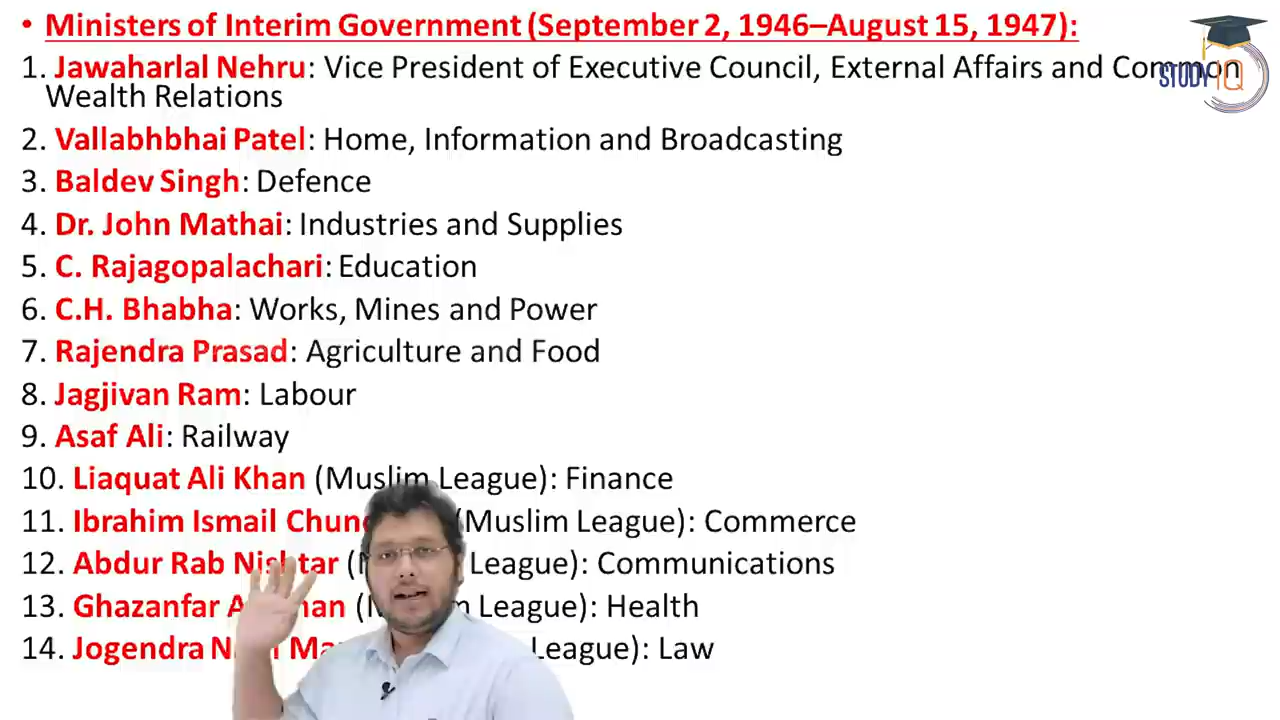 • Ministers of Interim Government (September 2, 1946–August 15, 1947):
1. Jawaharlal Nehru: Vice President of Executive Council, External Affairs and Common
Wealth Relations
2. Vallabhbhai Patel: Home, Information and Broadcasting
3. Baldev Singh: Defence
4. Dr. John Mathai: Industries and Supplies
5. C. Rajagopalachari: Education
6. C.H. Bhabha: Works, Mines and Power
7. Rajendra Prasad: Agriculture and Food
8. Jagjivan Ram: Labour
9. Asaf Ali: Railway
10. Liaquat Ali Khan (Muslim League): Finance
11. Ibrahim Ismail (Muslim League): Commerce
12. Abdur Rab Nishtar League): Communications
13. Ghazanfar League): Health
14. Jogendra League): Law
STUDY IQ